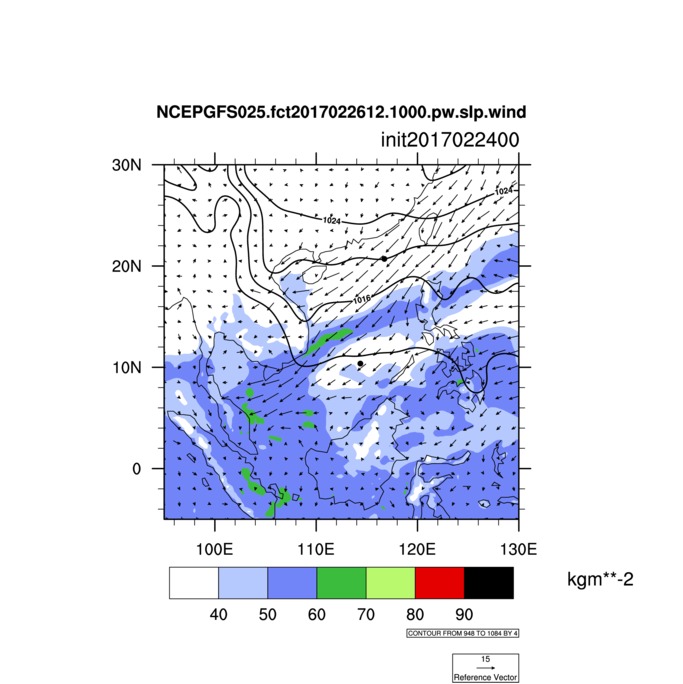 NCEPGFS025.fct2017022612.1000.pw.slp.wind
init2017022400
30N
1024
1024
20N
1016
10N
0
100E 110E 120E 130E
kgm**-2
40 50 60 70 80 90
CONTOUR FROM 948 TO 1084 BY 4
15
Reference Vector